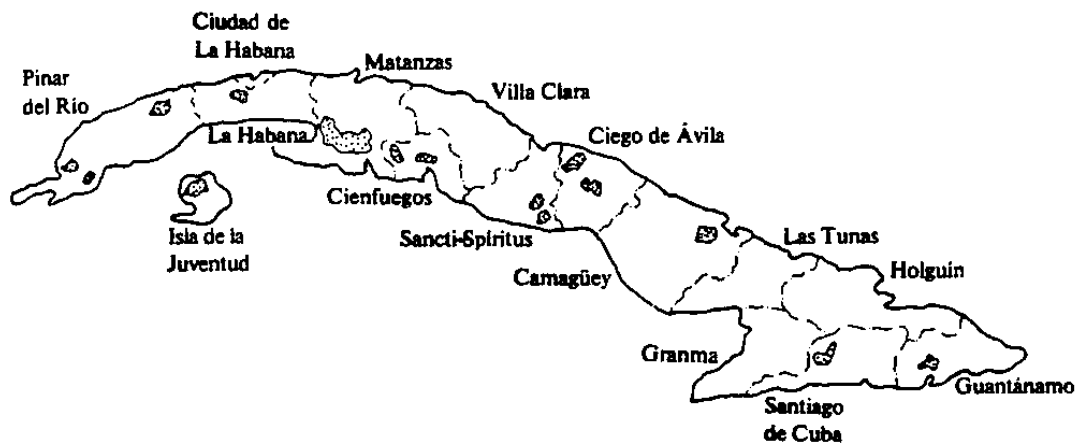 Ciudad de
La Habana
Pinar
del Río
Matanzas
Villa Clara
La Habana
Ciego de Ávila
Cienfuegos
Isla de la
Juventud
Sancti-Spíritus
Las Tunas
Camagüey
Holguín
Granma
Guantánamo
Santiago
de Cuba